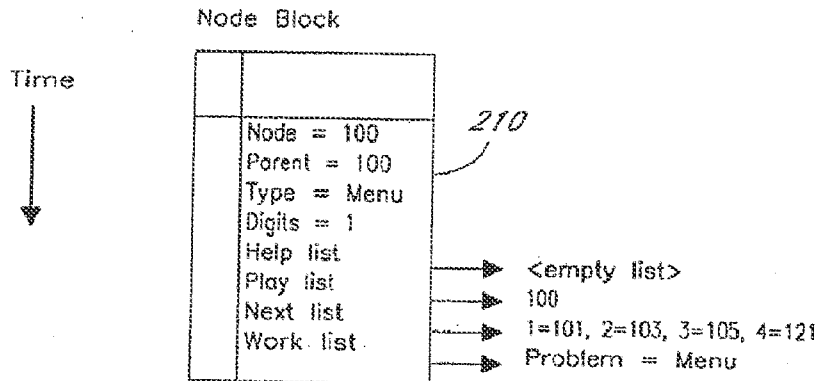 Node Block
Time
210
Node = 100
Parent = 100
Type = Menu
Digits = 1
Help list
Play list
Next list
Work list
<empty list>
100
1=101, 2=103, 3=105, 4=121
Problem = Menu